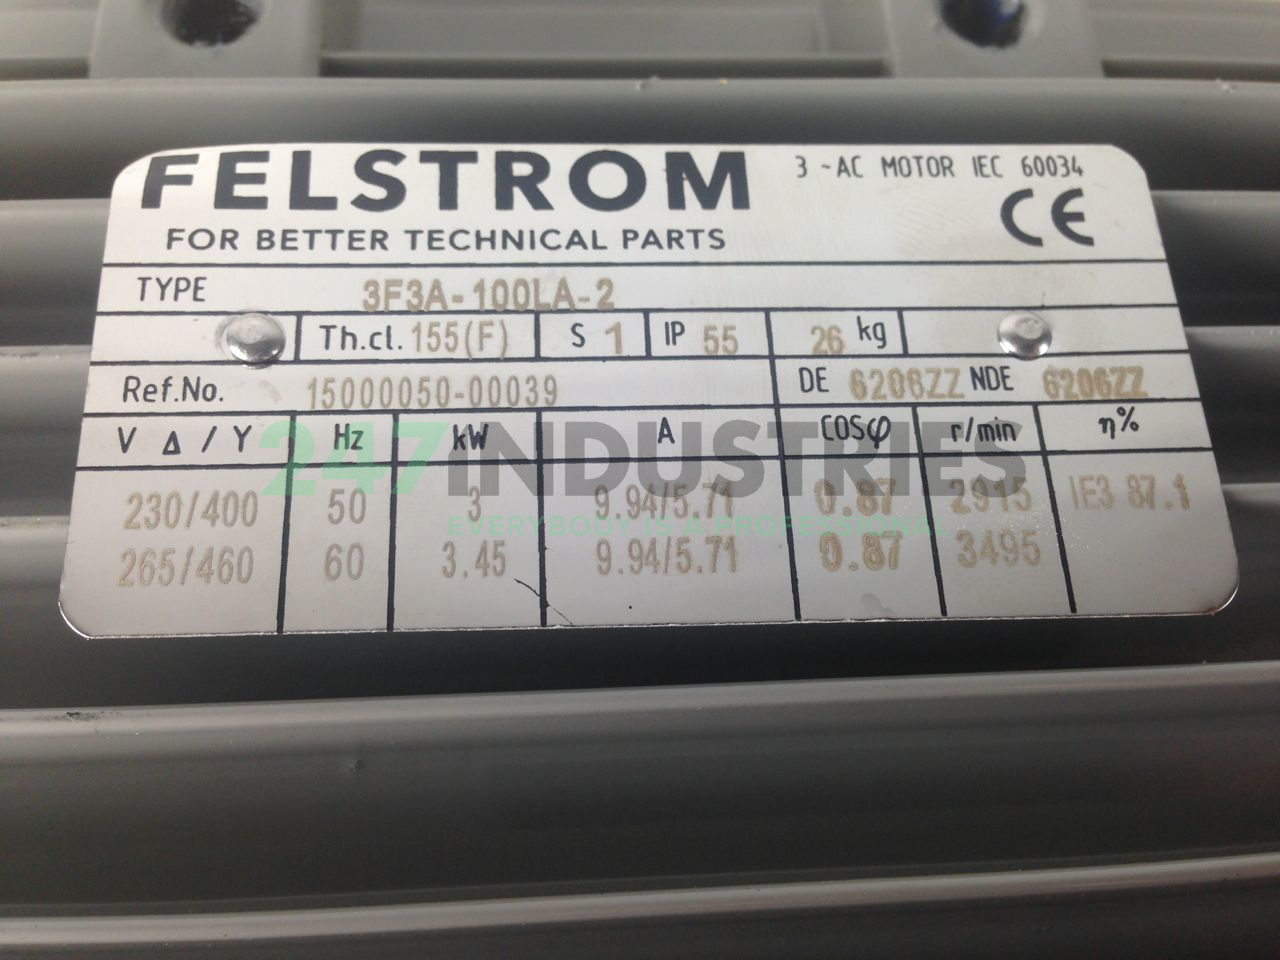 FELSTROM
3 ~AC MOTOR IEC 60034
CE
FOR BETTER TECHNICAL PARTS
TYPE 3F3A-100LA-2
Th.cl. 155(F) S 1 IP 55 26 kg
Ref.No. 15000050-00039 DE 6206ZZ NDE 6206ZZ
V Δ / Y Hz kW A COSφ r/min η%
247INDUSTRIES
EVERYBODY IS A PROFESSIONAL
230/400 50 3 9.94/5.71 0.87 2915 IE3 87.1
265/460 60 3.45 9.94/5.71 0.87 3495